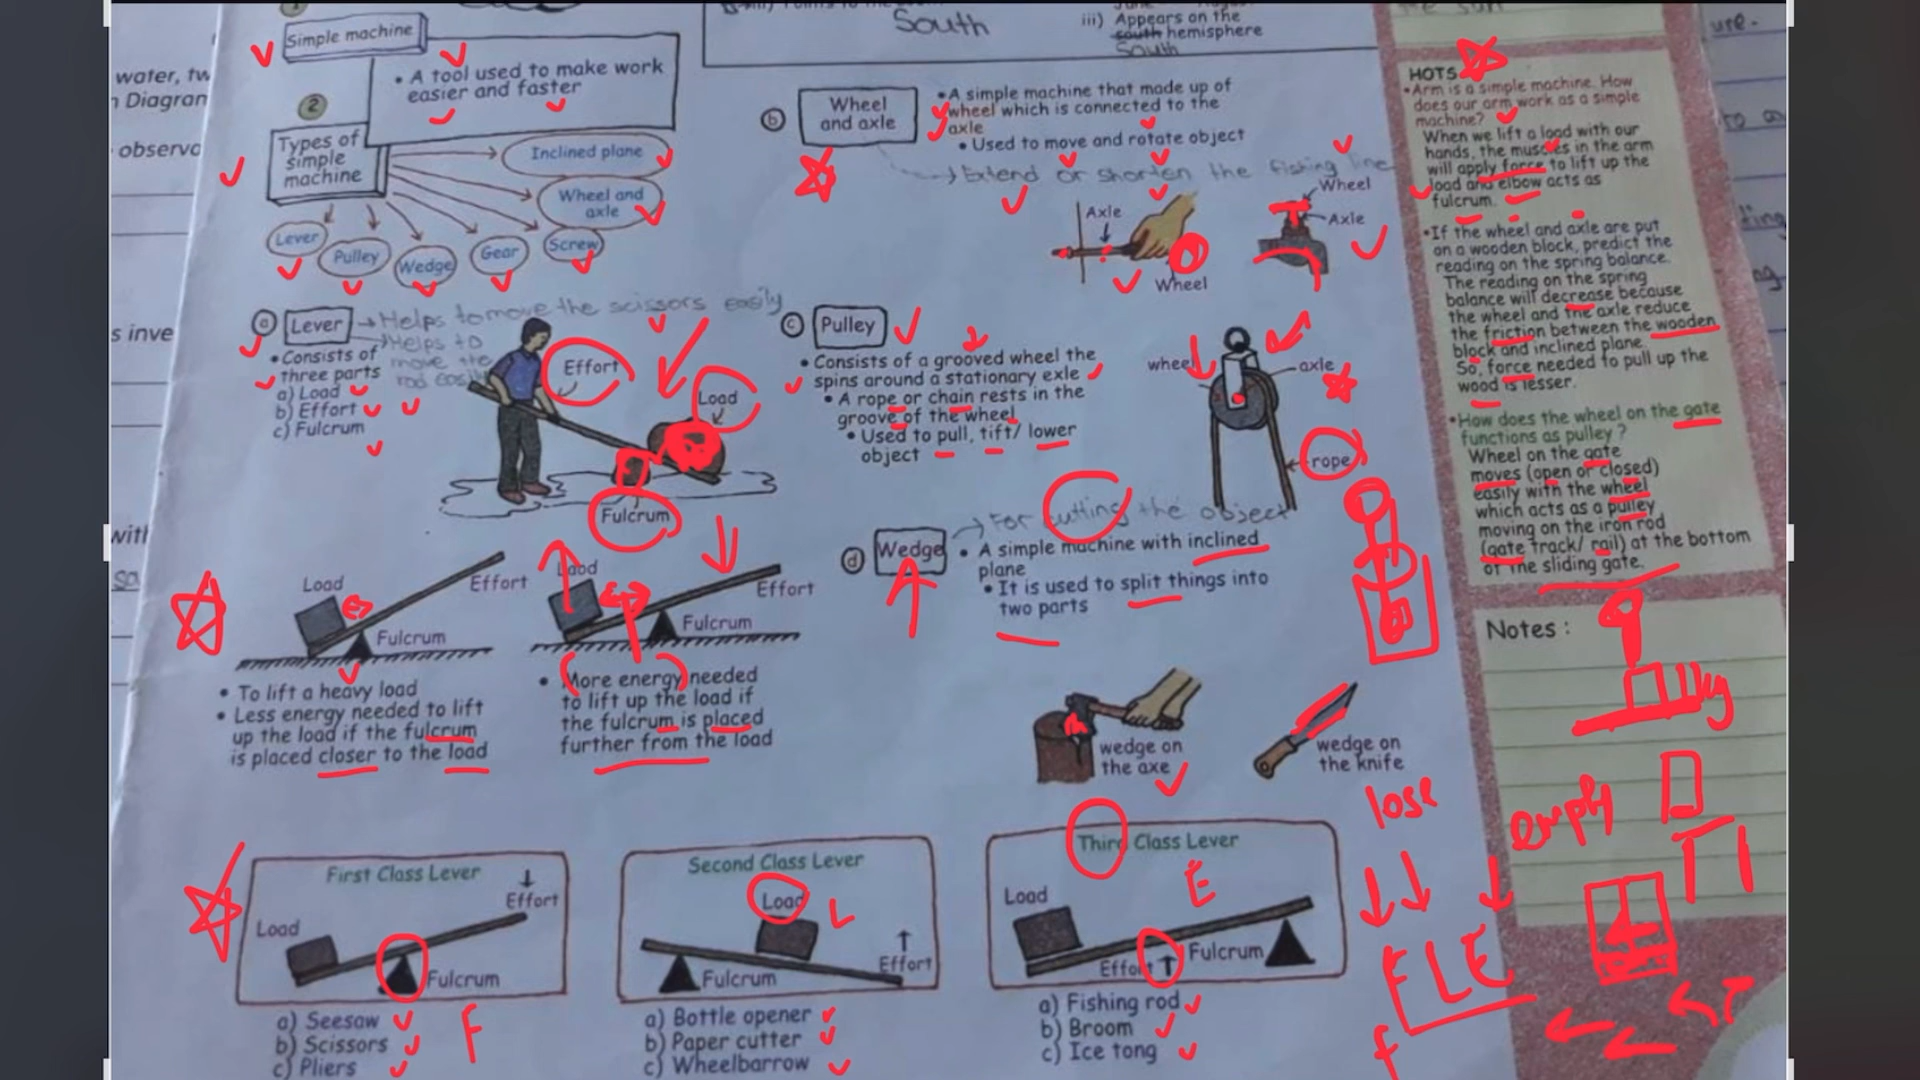 Simple machine
• A tool used to make work
easier and faster
2
Types of
simple
machine
Inclined plane
Wheel and
axle
Screw
Gear
Wedge
Pulley
Lever
South
iii) Appears on the
south hemisphere
South
b
Wheel
and axle
• A simple machine that made up of
wheel which is connected to the
axle
• Used to move and rotate object
→ Extend or shorten the fishing line
Axle
Wheel
Wheel
Axle
a
Lever
→ Helps to move the scissors easily
→ Helps to
move the
rod easily
• Consists of
three parts
a) Load
b) Effort
c) Fulcrum
Effort
Load
Fulcrum
c
Pulley
• Consists of a grooved wheel the
spins around a stationary exle
• A rope or chain rests in the
groove of the wheel
• Used to pull, tift/ lower
object
wheel
axle
rope
Load
Effort
Fulcrum
• To lift a heavy load
• Less energy needed to lift
up the load if the fulcrum
is placed closer to the load
Load
Effort
Fulcrum
• More energy needed
to lift up the load if
the fulcrum is placed
further from the load
d
Wedge
→ For cutting the object
• A simple machine with inclined
plane
• It is used to split things into
two parts
wedge on
the axe
wedge on
the knife
First Class Lever
Effort
Load
Fulcrum
a) Seesaw
b) Scissors
c) Pliers
F
Second Class Lever
Load
L
Effort
Fulcrum
a) Bottle opener
b) Paper cutter
c) Wheelbarrow
Third Class Lever
E
Load
Effort
Fulcrum
a) Fishing rod
b) Broom
c) Ice tong
FLE
HOTS
• Arm is a simple machine. How
does our arm work as a simple
machine?
When we lift a load with our
hands, the muscles in the arm
will apply force to lift up the
load and elbow acts as
fulcrum.
• If the wheel and axle are put
on a wooden block, predict the
reading on the spring balance.
The reading on the spring
balance will decrease because
the wheel and the axle reduce
the friction between the wooden
block and inclined plane.
So, force needed to pull up the
wood is lesser.
• How does the wheel on the gate
functions as pulley ?
Wheel on the gate
moves (open or closed)
easily with the wheel
which acts as a pulley
moving on the iron rod
(gate track/ rail) at the bottom
of the sliding gate.
Notes :
1kg
empty
water, tw
Diagran
observa
s inve
with